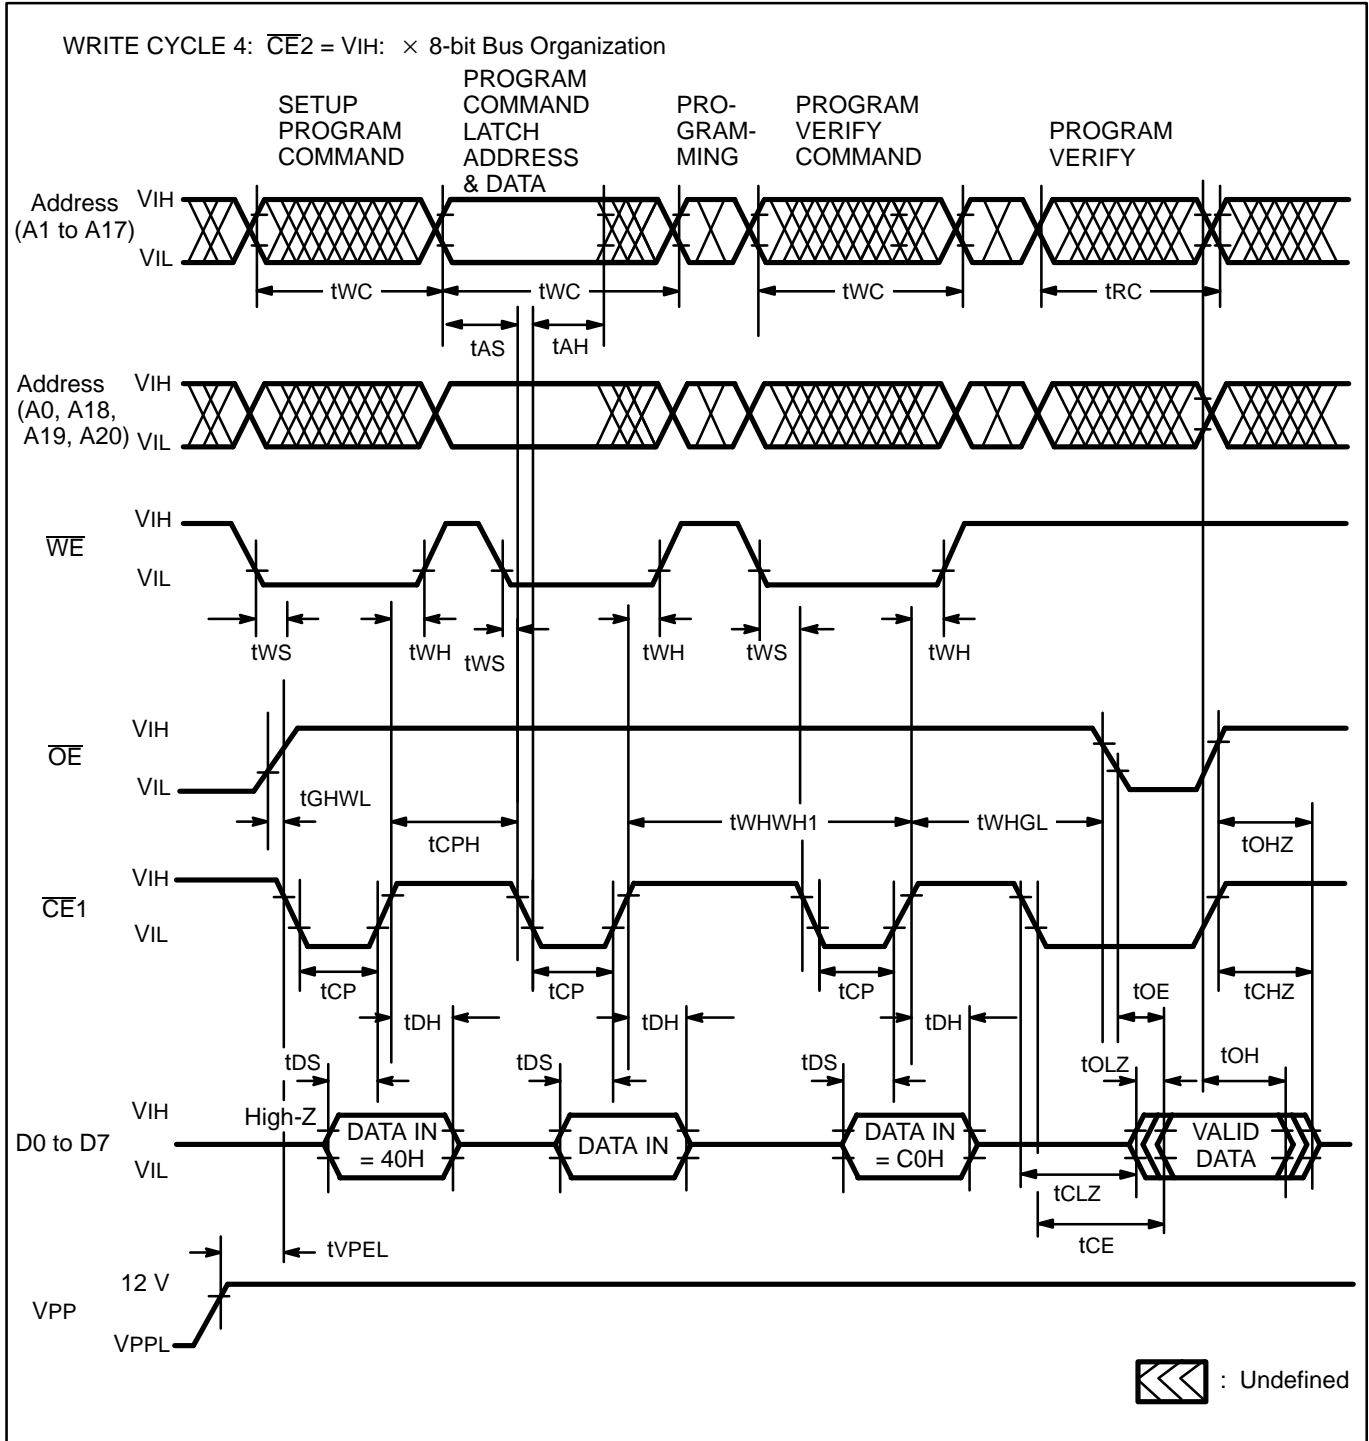 WRITE CYCLE 4: CE2 = VIH: × 8-bit Bus Organization
SETUP
PROGRAM
COMMAND
PROGRAM
COMMAND
LATCH
ADDRESS
& DATA
PRO-
GRAM-
MING
PROGRAM
VERIFY
COMMAND
PROGRAM
VERIFY
Address
(A1 to A17)
VIH
VIL
tWC
tWC
tWC
tRC
tAS
tAH
Address
(A0, A18,
A19, A20)
VIH
VIL
WE
VIH
VIL
tWS
tWH
tWS
tWH
tWS
tWH
OE
VIH
VIL
tGHWL
tCPH
tWHWH1
tWHGL
tOHZ
CE1
VIH
VIL
tCP
tCP
tCP
tOE
tCHZ
tDH
tDH
tDH
tDS
tDS
tDS
tOLZ
tOH
D0 to D7
VIH
VIL
High-Z
DATA IN
= 40H
DATA IN
DATA IN
= C0H
VALID
DATA
tCLZ
tCE
tVPEL
VPP
12 V
VPPL
: Undefined